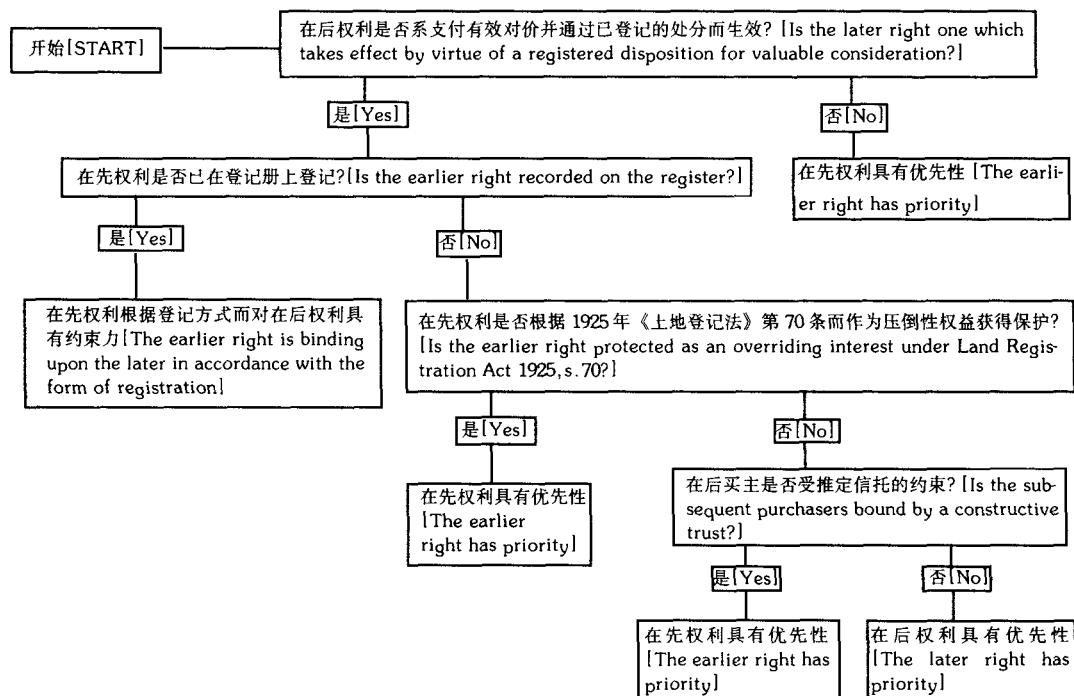 开始[START]
在后权利是否系支付有效对价并通过已登记的处分而生效? [Is the later right one which
takes effect by virtue of a registered disposition for valuable consideration?]
是[Yes]
否[No]
在先权利是否已在登记册上登记?[Is the earlier right recorded on the register?]
在先权利具有优先性 [The earli-
er right has priority]
是[Yes]
否[No]
在先权利根据登记方式而对在后权利具
有约束力[The earlier right is binding
upon the later in accordance with the
form of registration]
在先权利是否根据 1925 年《土地登记法》第 70 条而作为压倒性权益获得保护?
[Is the earlier right protected as an overriding interest under Land Regis-
tration Act 1925, s.70?]
是[Yes]
否[No]
在先权利具有优先性
[The earlier
right has priority]
在后买主是否受推定信托的约束? [Is the sub-
sequent purchasers bound by a constructive
trust?]
是[Yes]
否[No]
在先权利具有优先性
[The earlier right has
priority]
在后权利具有优先性
[The later right has
priority]